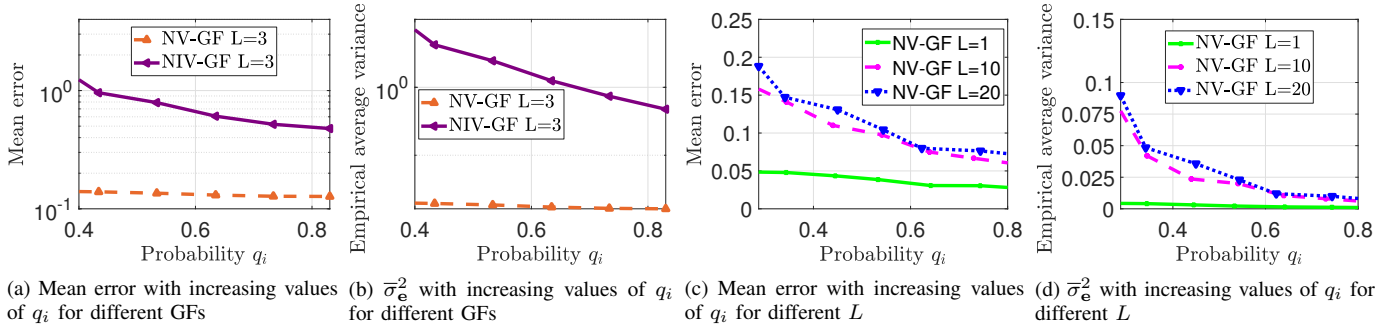 Mean error
10^0
10^-1
NV-GF L=3
NIV-GF L=3
0.4
0.6
0.8
Probability q_i
Empirical average variance
10^0
NV-GF L=3
NIV-GF L=3
0.4
0.6
0.8
Probability q_i
Mean error
0.25
0.2
0.15
0.1
0.05
0
NV-GF L=1
NV-GF L=10
NV-GF L=20
0.4
0.6
0.8
Probability q_i
Empirical average variance
0.15
0.125
0.1
0.075
0.05
0.025
0
NV-GF L=1
NV-GF L=10
NV-GF L=20
0.4
0.6
0.8
Probability q_i
(a) Mean error with increasing values
of q_i for different GFs
(b) σ̅_e^2 with increasing values of q_i
for different GFs
(c) Mean error with increasing values
of q_i for different L
(d) σ̅_e^2 with increasing values of q_i for
different L